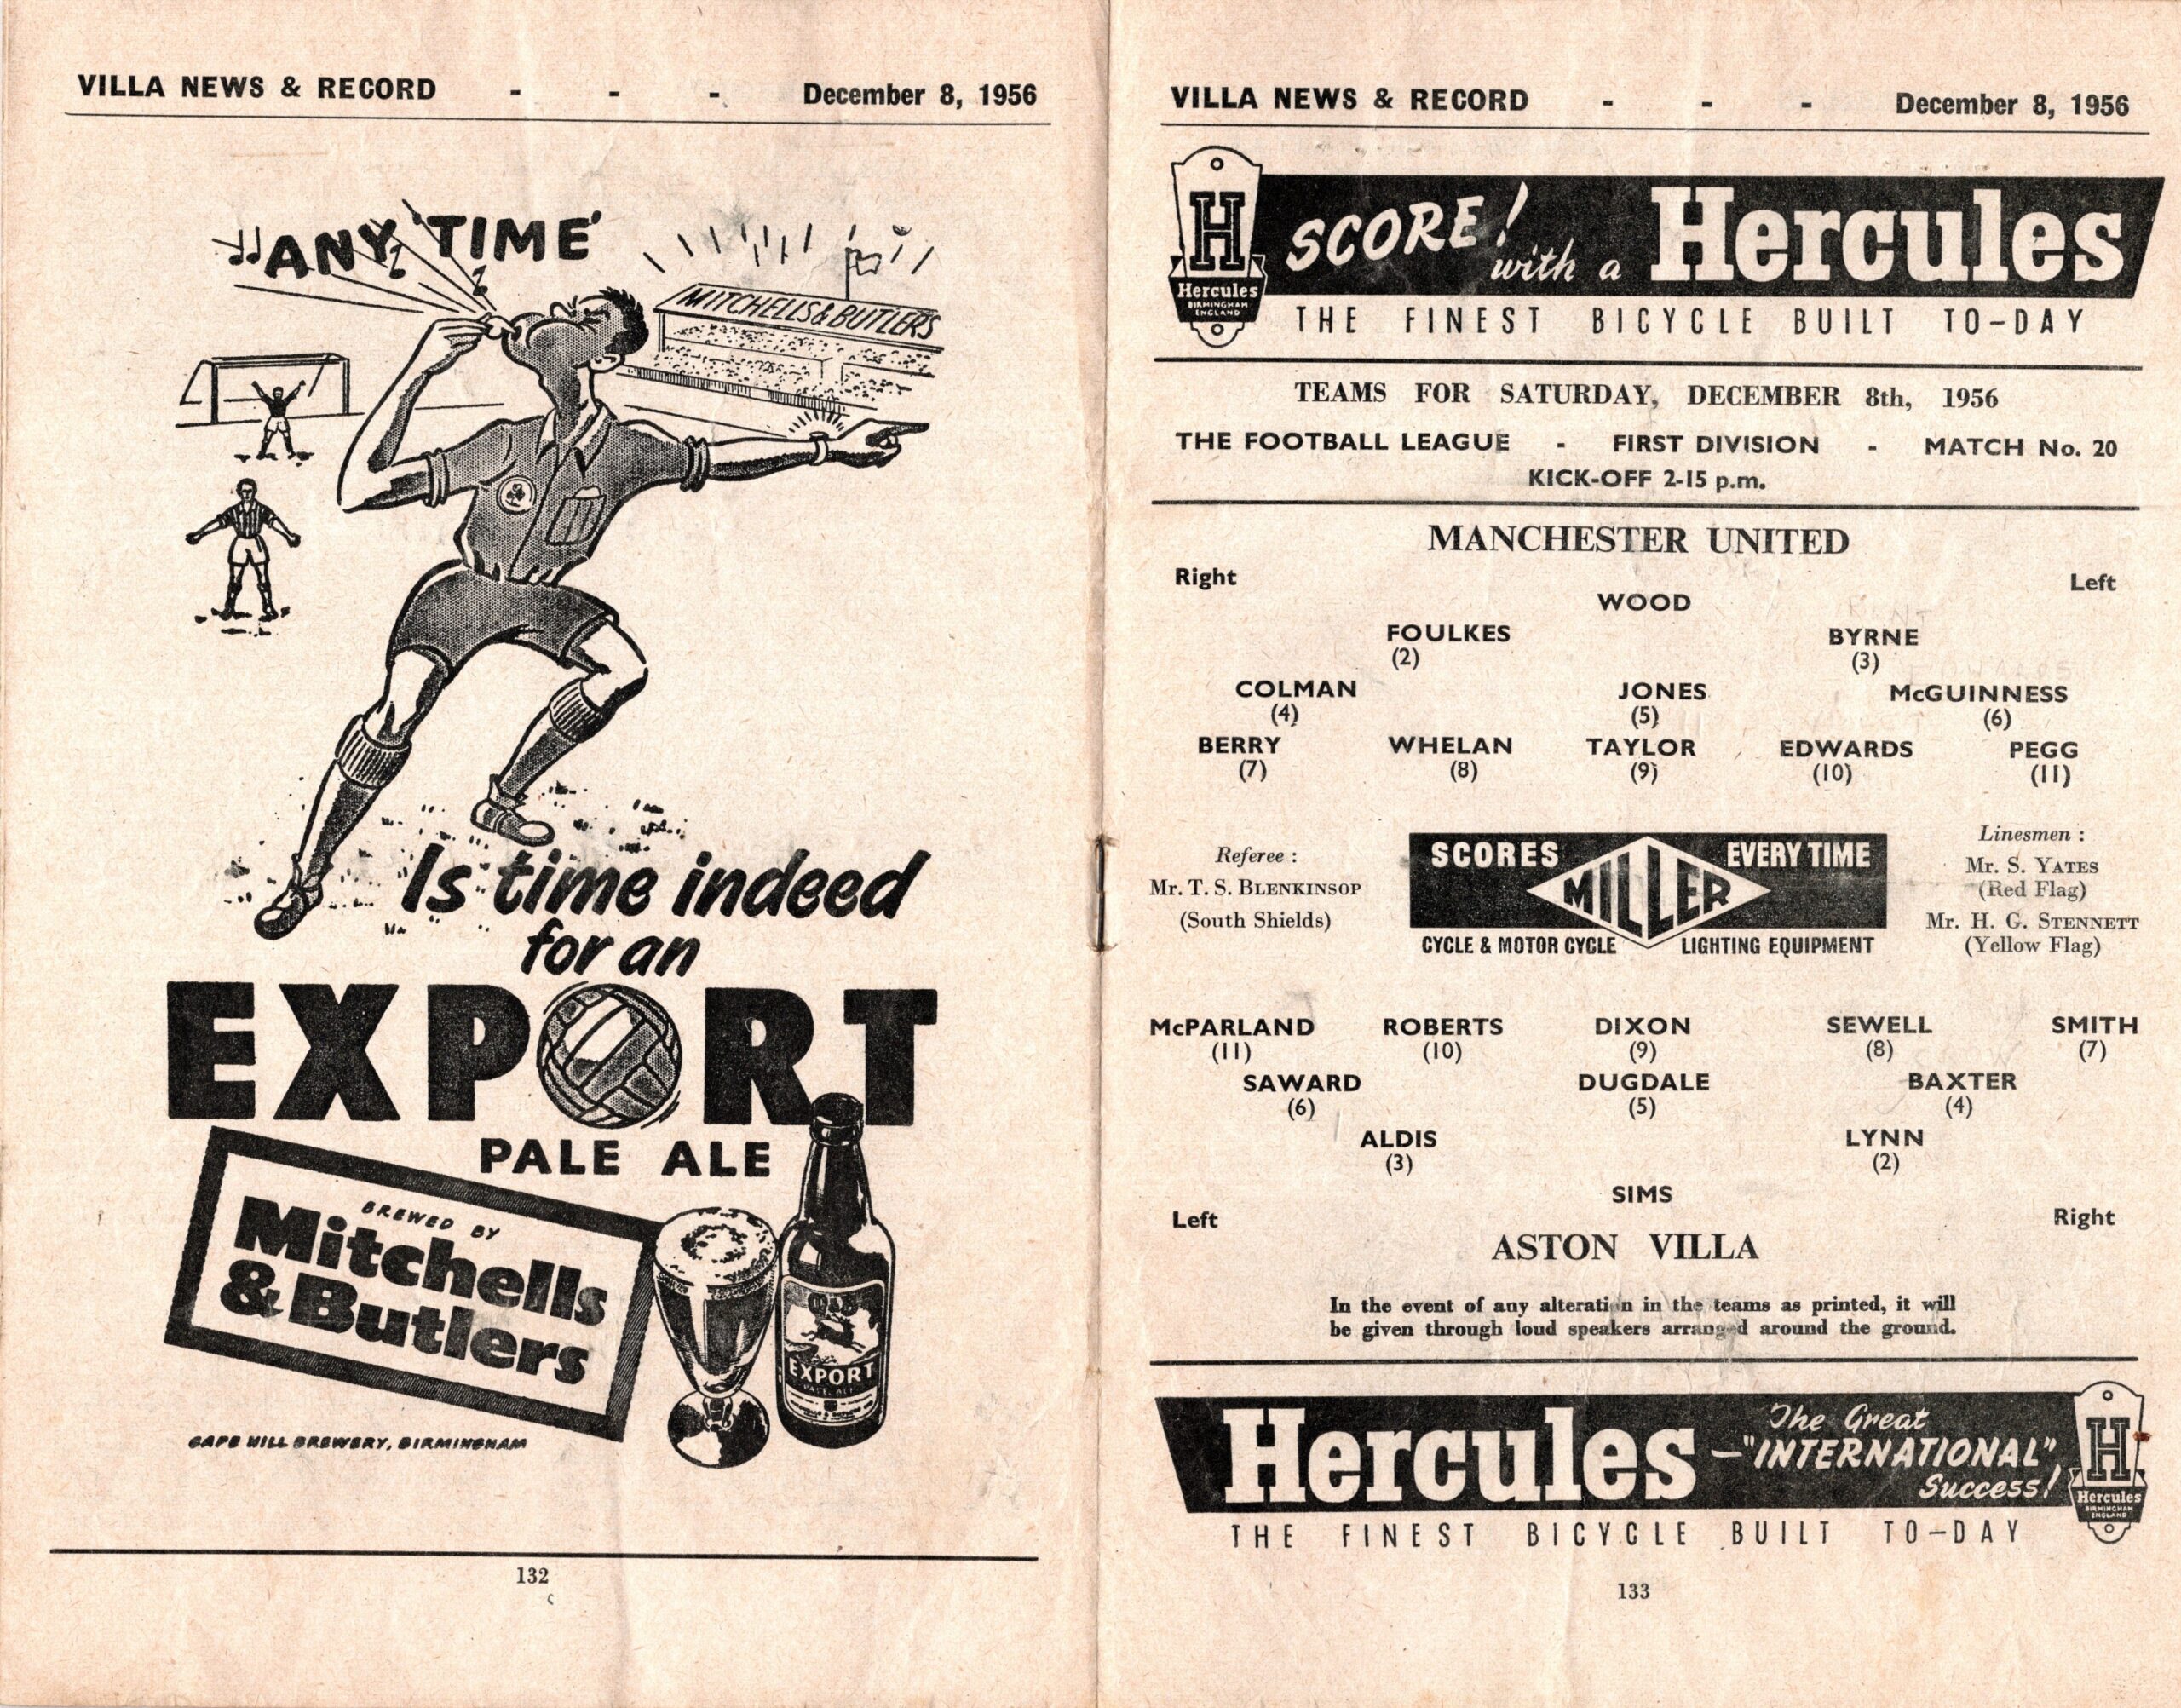 VILLA NEWS & RECORD - - - December 8, 1956
'ANY TIME'
MITCHELLS & BUTLERS
Is time indeed
for an
EXPORT
PALE ALE
BREWED BY
Mitchells
& Butlers
M&B
EXPORT
PALE ALE
CAPE HILL BREWERY, BIRMINGHAM
132
VILLA NEWS & RECORD - - - December 8, 1956
H
Hercules
BIRMINGHAM
ENGLAND
SCORE! with a Hercules
THE FINEST BICYCLE BUILT TO-DAY
TEAMS FOR SATURDAY, DECEMBER 8th, 1956
THE FOOTBALL LEAGUE - FIRST DIVISION - MATCH No. 20
KICK-OFF 2-15 p.m.
MANCHESTER UNITED
Right Left
WOOD
FOULKES BYRNE
(2) (3)
COLMAN JONES McGUINNESS
(4) (5) (6)
BERRY WHELAN TAYLOR EDWARDS PEGG
(7) (8) (9) (10) (11)
Referee :
Mr. T. S. BLENKINSOP
(South Shields)
SCORES MILLER EVERY TIME
CYCLE & MOTOR CYCLE LIGHTING EQUIPMENT
Linesmen :
Mr. S. YATES
(Red Flag)
Mr. H. G. STENNETT
(Yellow Flag)
McPARLAND ROBERTS DIXON SEWELL SMITH
(11) (10) (9) (8) (7)
SAWARD DUGDALE BAXTER
(6) (5) (4)
ALDIS LYNN
(3) (2)
SIMS
Left Right
ASTON VILLA
In the event of any alteration in the teams as printed, it will
be given through loud speakers arranged around the ground.
Hercules - The Great
"INTERNATIONAL"
Success!
H
Hercules
BIRMINGHAM
ENGLAND
THE FINEST BICYCLE BUILT TO-DAY
133